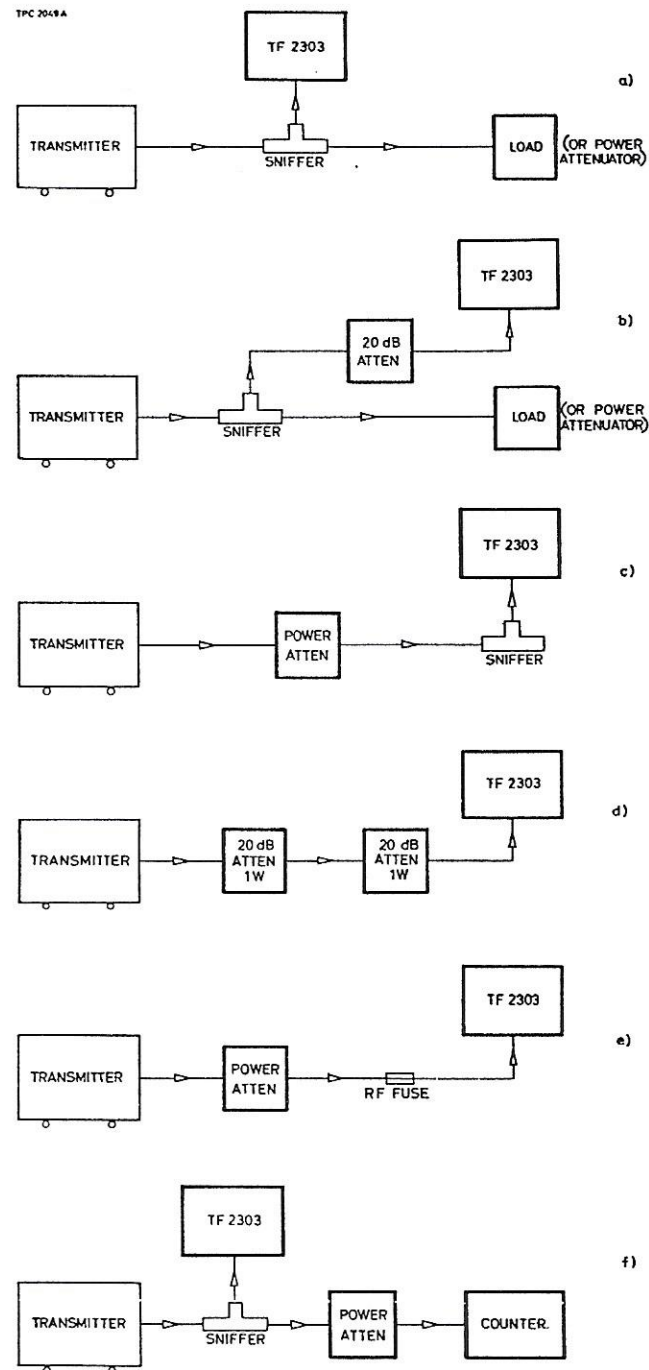 TPC 2049A
TF 2303
a)
TRANSMITTER
SNIFFER
LOAD
(OR POWER
ATTENUATOR)
TF 2303
b)
20 dB
ATTEN
TRANSMITTER
SNIFFER
LOAD
(OR POWER
ATTENUATOR)
TF 2303
c)
TRANSMITTER
POWER
ATTEN
SNIFFER
TF 2303
d)
TRANSMITTER
20 dB
ATTEN
1W
20 dB
ATTEN
1W
TF 2303
e)
TRANSMITTER
POWER
ATTEN
RF FUSE
TF 2303
f)
TRANSMITTER
SNIFFER
POWER
ATTEN
COUNTER.